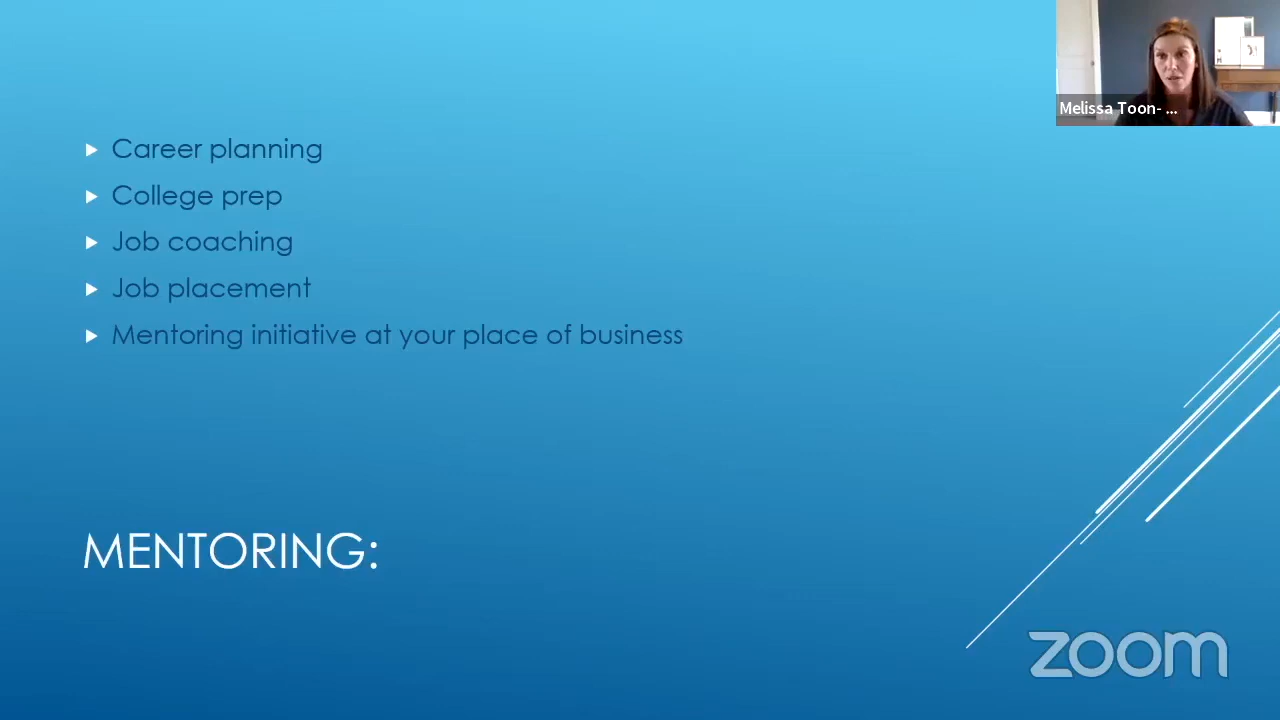 Melissa Toon- ...
Career planning
College prep
Job coaching
Job placement
Mentoring initiative at your place of business
MENTORING:
zoom